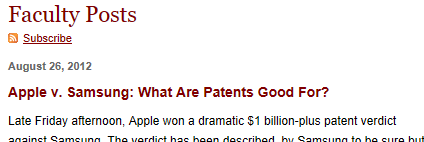 Faculty Posts
Subscribe
August 26, 2012
Apple v. Samsung: What Are Patents Good For?
Late Friday afternoon, Apple won a dramatic $1 billion-plus patent verdict
against Samsung. The verdict has been described, by Samsung to be sure but